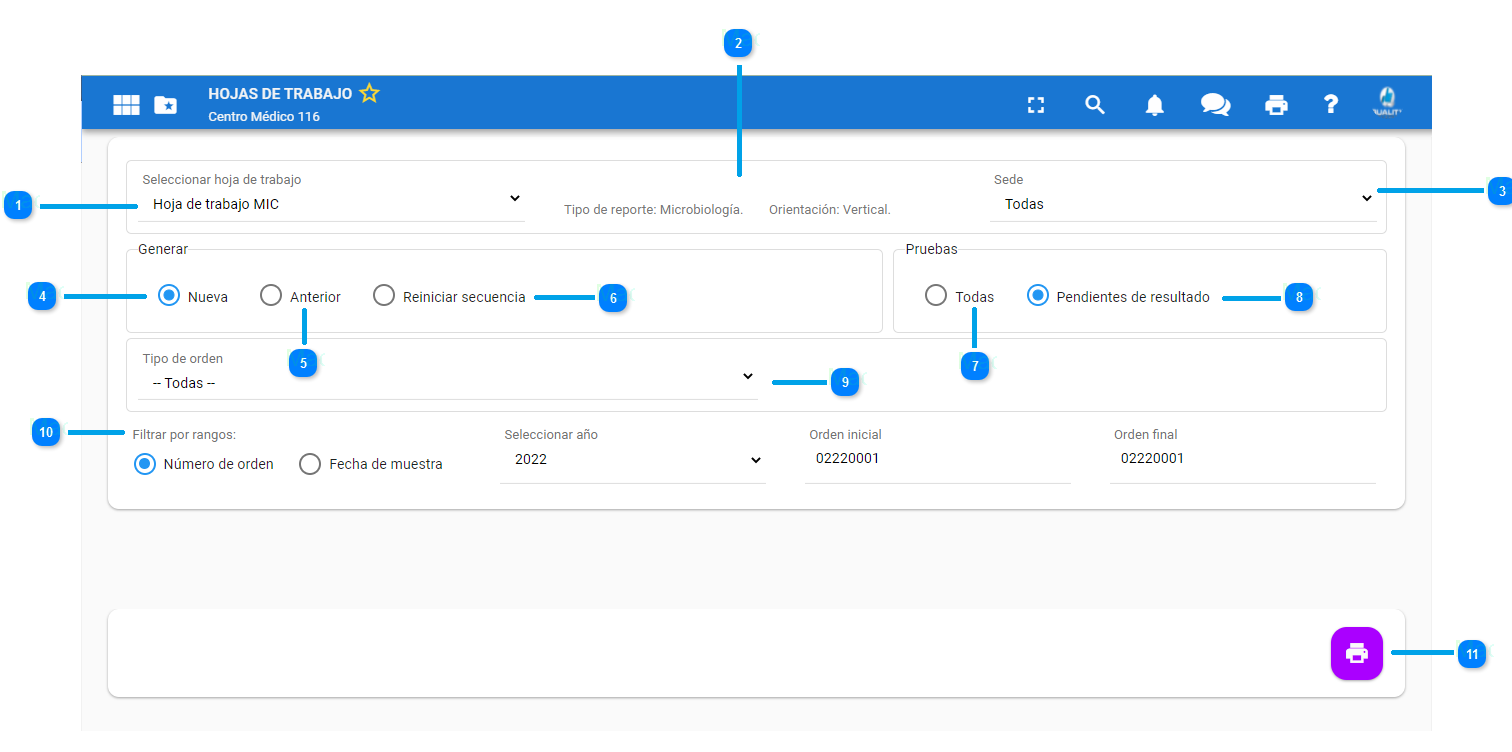 2
HOJAS DE TRABAJO
Centro Médico 116
1
Seleccionar hoja de trabajo
Hoja de trabajo MIC
Tipo de reporte: Microbiología.
Orientación: Vertical.
Sede
Todas
3
Generar
4
Nueva
Anterior
Reiniciar secuencia
6
5
Pruebas
Todas
Pendientes de resultado
8
7
Tipo de orden
-- Todas --
9
10
Filtrar por rangos:
Número de orden
Fecha de muestra
Seleccionar año
2022
Orden inicial
02220001
Orden final
02220001
11